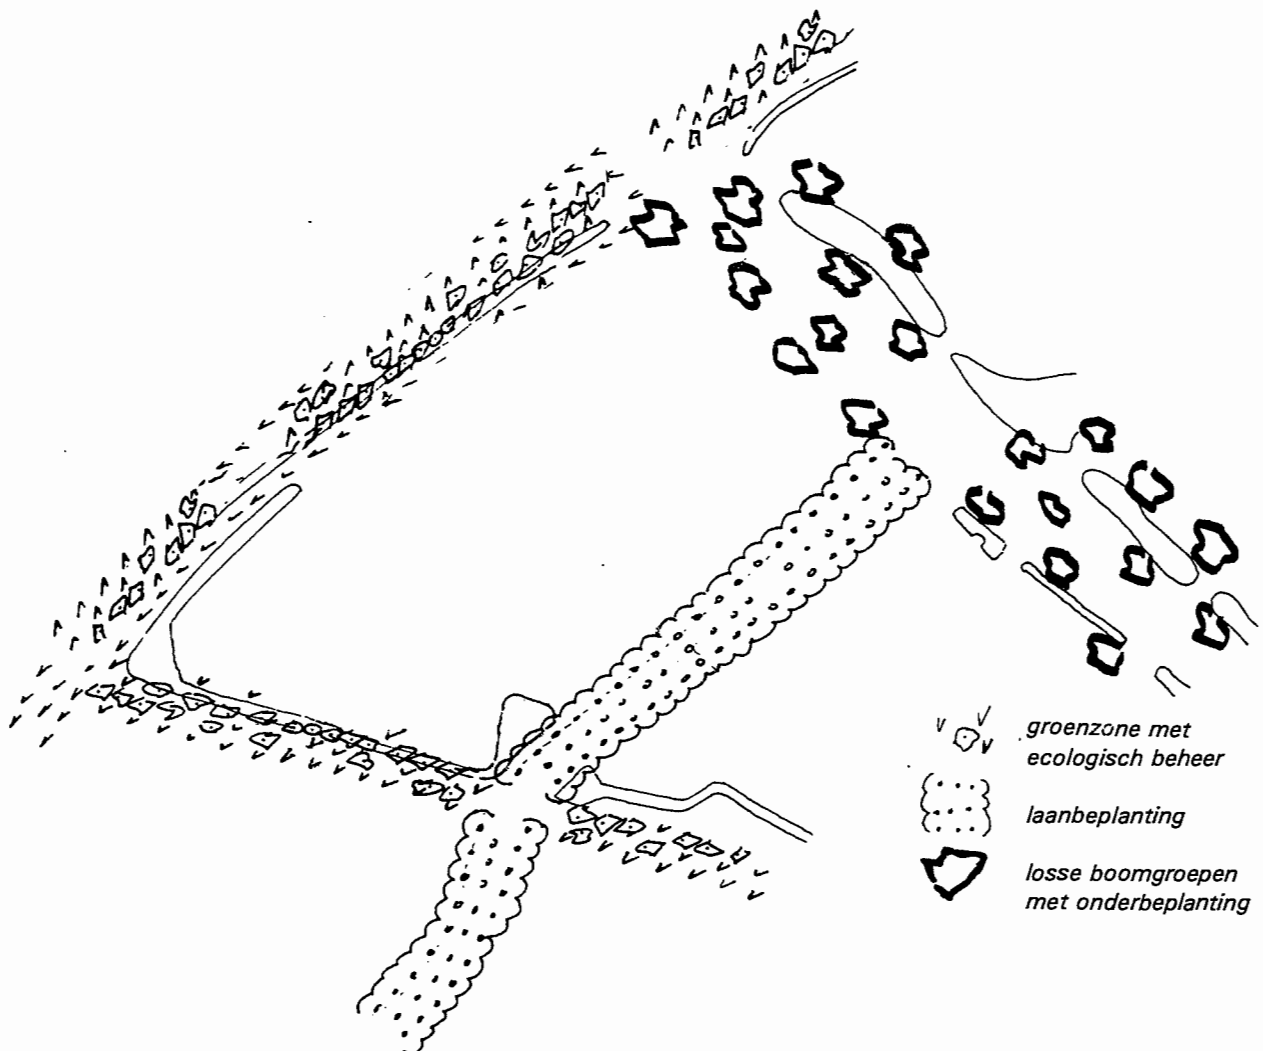 groenzone met
ecologisch beheer
laanbeplanting
losse boomgroepen
met onderbeplanting